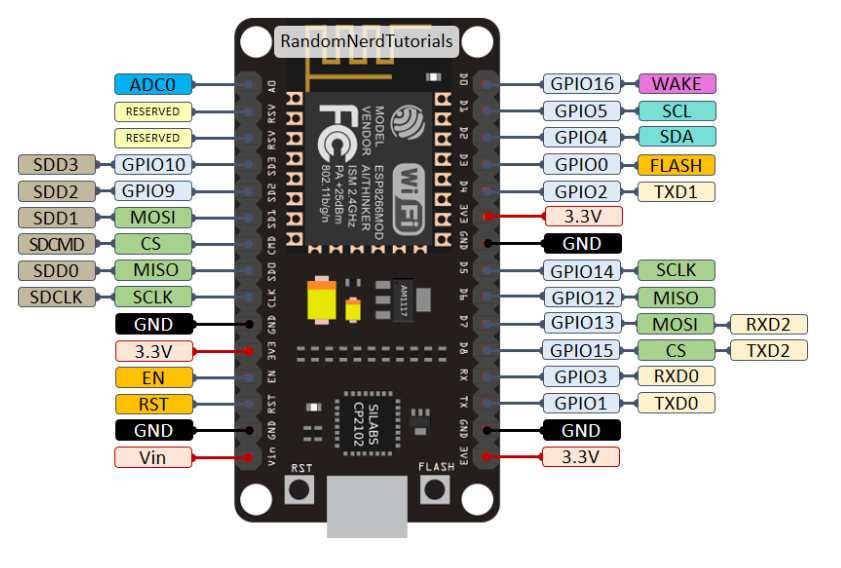 RandomNerdTutorials
ADC0
RESERVED
RESERVED
SDD3 GPIO10
SDD2 GPIO9
SDD1 MOSI
SDCMD CS
SDD0 MISO
SDCLK SCLK
GND
3.3V
EN
RST
GND
Vin
A0
RSV
RSV
SD3
SD2
SD1
CMD
SD0
CLK
GND
3V3
EN
RST
GND
Vin
FC
MODEL
VENDOR
ESP8266MOD
AI/THINKER
ISM 2.4GHz
PA +25dBm
802.11b/g/n
Wi Fi
AM1117
SILABS
CP2102
RST
FLASH
D0
D1
D2
D3
D4
3V3
GND
D5
D6
D7
D8
RX
TX
GND
3V3
GPIO16 WAKE
GPIO5 SCL
GPIO4 SDA
GPIO0 FLASH
GPIO2 TXD1
3.3V
GND
GPIO14 SCLK
GPIO12 MISO
GPIO13 MOSI RXD2
GPIO15 CS TXD2
GPIO3 RXD0
GPIO1 TXD0
GND
3.3V